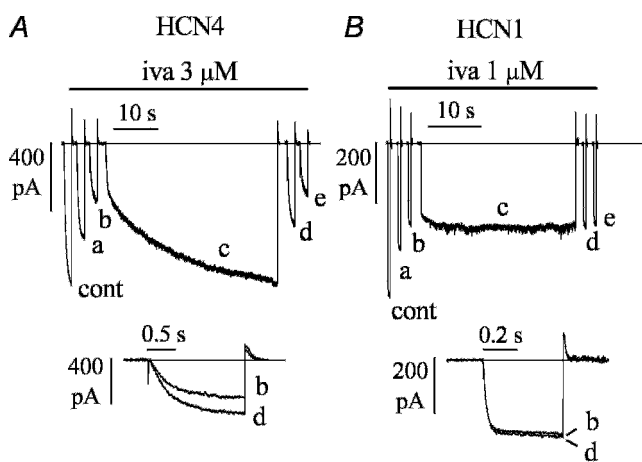 A HCN4
iva 3 μM
10 s
400
pA
cont
a
b
c
d
e
0.5 s
400
pA
b
d
B HCN1
iva 1 μM
10 s
200
pA
cont
a
b
c
d
e
0.2 s
200
pA
b
d